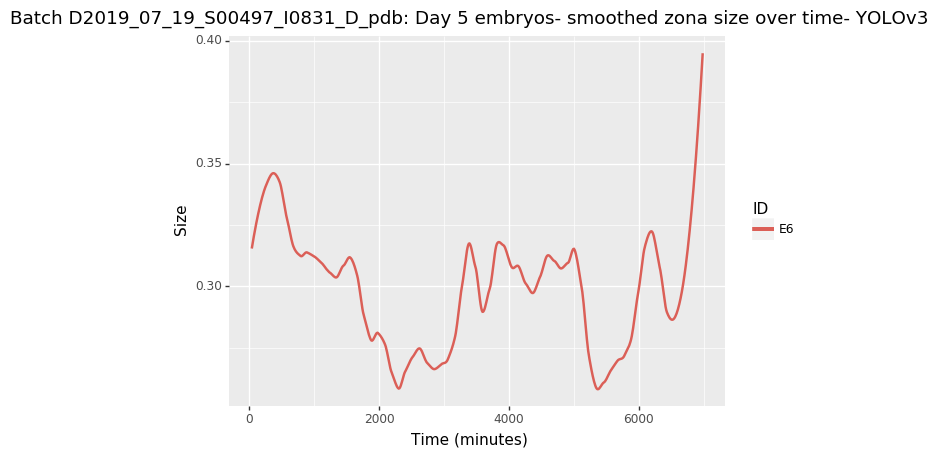 Batch D2019_07_19_S00497_I0831_D_pdb: Day 5 embryos- smoothed zona size over time- YOLOv3
0.40
0.35
0.30
Size
0
2000
4000
6000
Time (minutes)
ID
E6